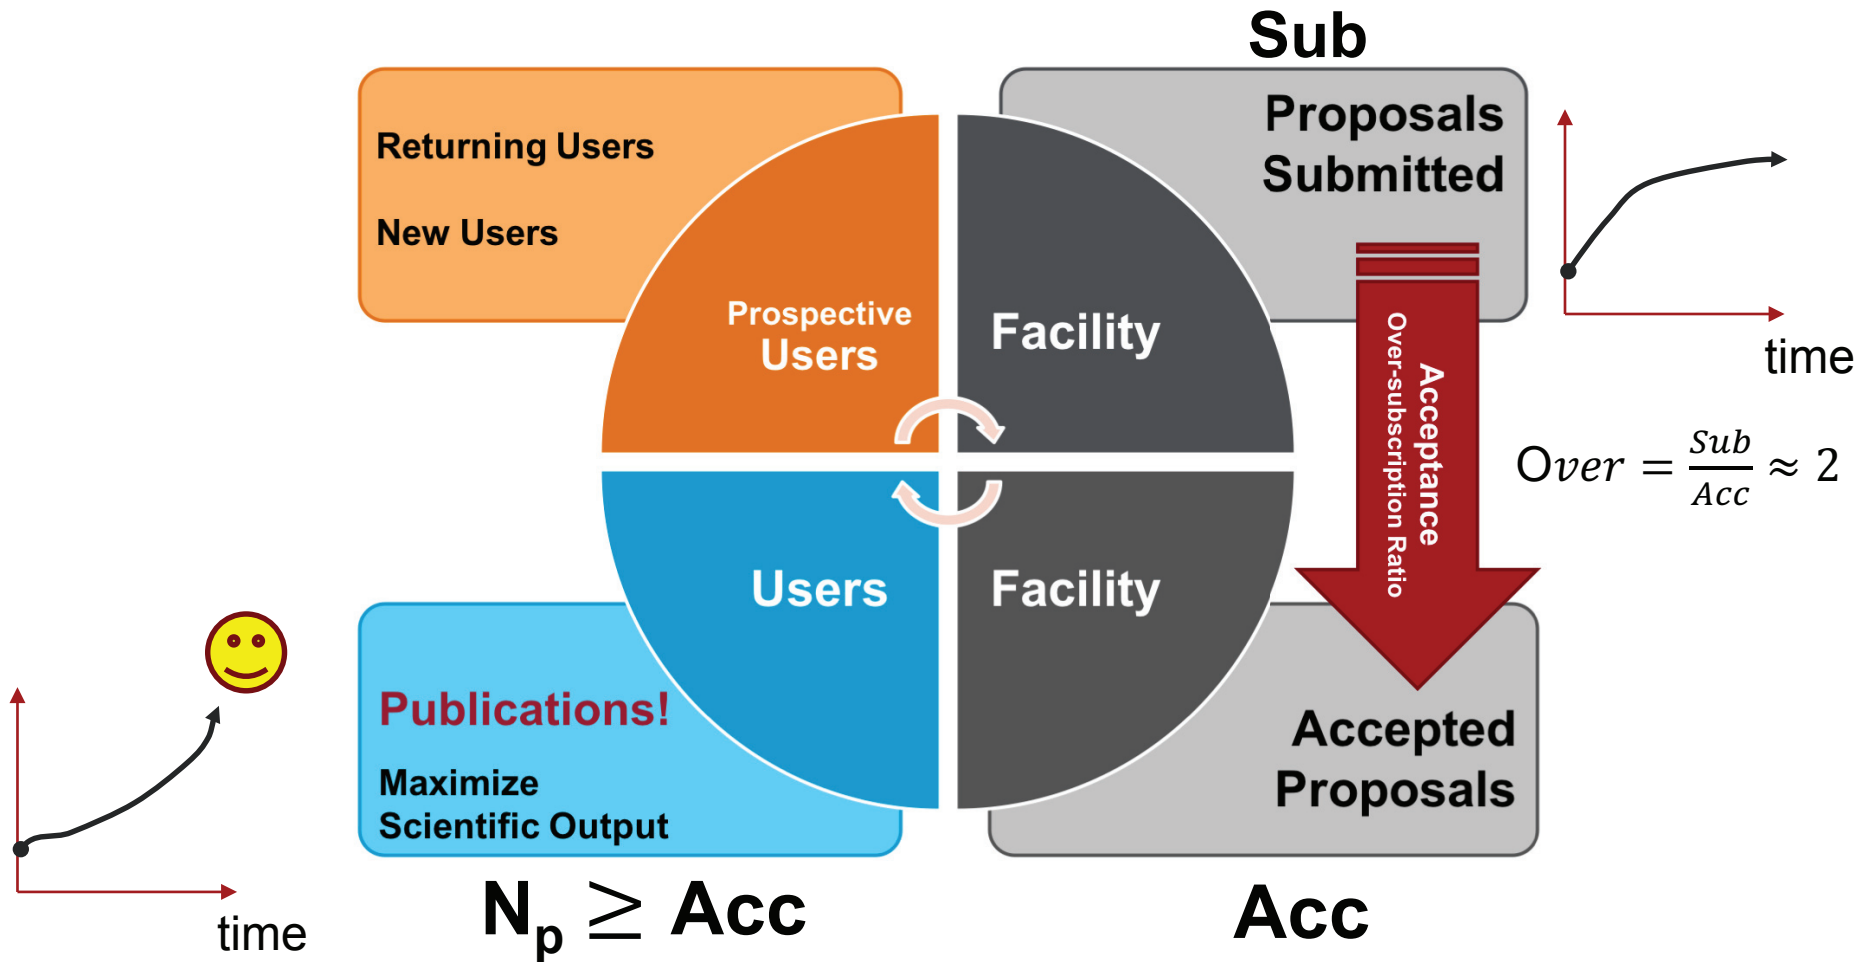 Sub
Returning Users
New Users
Prospective
Users
Facility
Proposals
Submitted
time
Acceptance
Over-subscription Ratio
Over = Sub/Acc ≈ 2
Users
Facility
Publications!
Maximize
Scientific Output
Accepted
Proposals
time
Np ≥ Acc
Acc